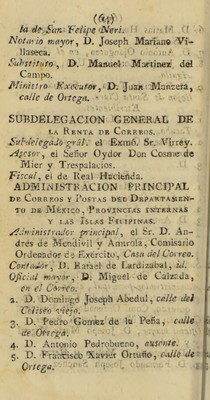 (64)
la de San Felipe Neri.
Notario mayor, D. Joseph Mariano Vi-
llaseca.
Substituto, D. Manuel Martinez del
Campo.
Ministro Executor, D. Juan Manzeta,
calle de Ortega.
SUBDELEGACION GENERAL DE
LA RENTA DE CORREOS.
Subdelegado grãl. el Exmô. Sr. Virrey.
Asesor, el Señor Oydor Don Cosme de
Mier y Trespalacios.
Fiscal, el de Real Hacienda.
ADMINISTRACION PRINCIPAL
DE CORREOS Y POSTAS DEL DEPARTAMEN-
TO DE MÉXICO, PROVINCIAS INTERNAS
Y LAS ISLAS FILIPINAS.
Administrador principal, el Sr. D. An-
drés de Mendivil y Amirola, Comisario
Ordenador de Exército, Casa del Correo.
Contador, D. Rafael de Lardizabal, id.
Oficial mayor, D. Miguel de Calzada,
en el Correo.
2. D. Domingo Joseph Abedul, calle del
Coliseo viejo.
3. D. Pedro Gomez de la Peña, calle
de Ortega.
4. D. Antonio Pedrobueno, ausente.
5. D. Francisco Xavier Ortuño, calle de
Ortega.